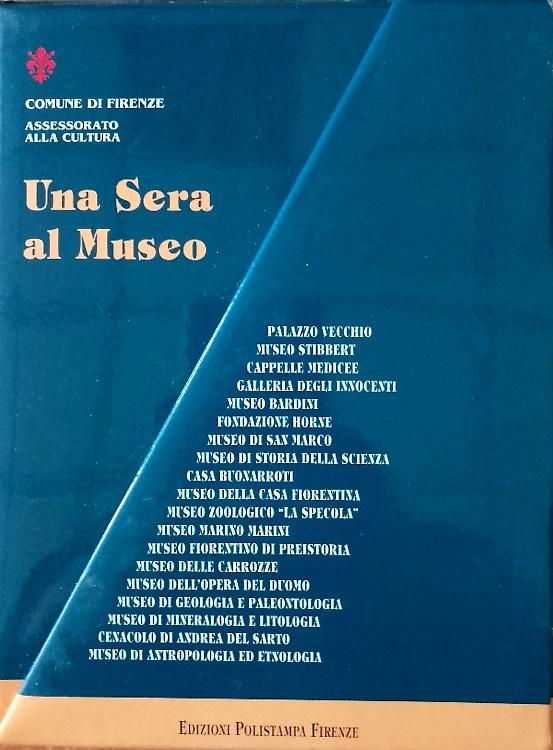 COMUNE DI FIRENZE
ASSESSORATO
ALLA CULTURA
Una Sera
al Museo
PALAZZO VECCHIO
MUSEO STIBBERT
CAPPELLE MEDICEE
GALLERIA DEGLI INNOCENTI
MUSEO BARDINI
FONDAZIONE HORNE
MUSEO DI SAN MARCO
MUSEO DI STORIA DELLA SCIENZA
CASA BUONARROTI
MUSEO DELLA CASA FIORENTINA
MUSEO ZOOLOGICO "LA SPECOLA"
MUSEO MARINO MARINI
MUSEO FIORENTINO DI PREISTORIA
MUSEO DELLE CARROZZE
MUSEO DELL'OPERA DEL DUOMO
MUSEO DI GEOLOGIA E PALEONTOLOGIA
MUSEO DI MINERALOGIA E LITOLOGIA
CENACOLO DI ANDREA DEL SARTO
MUSEO DI ANTROPOLOGIA ED ETNOLOGIA
EDIZIONI POLISTAMPA FIRENZE